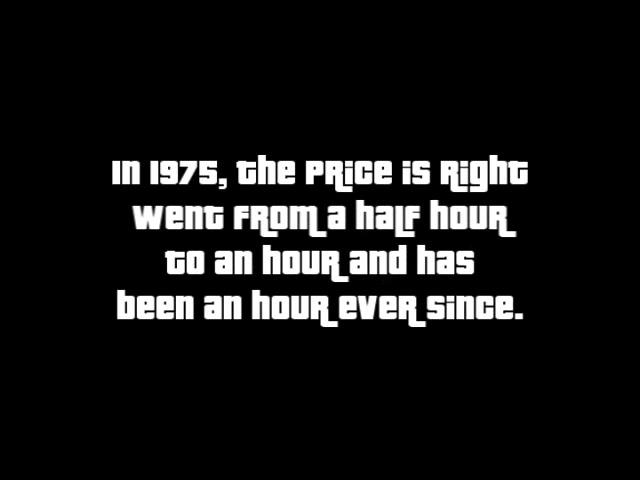 In 1975, the Price is Right
went from a half hour
to an hour and has
been an hour ever since.